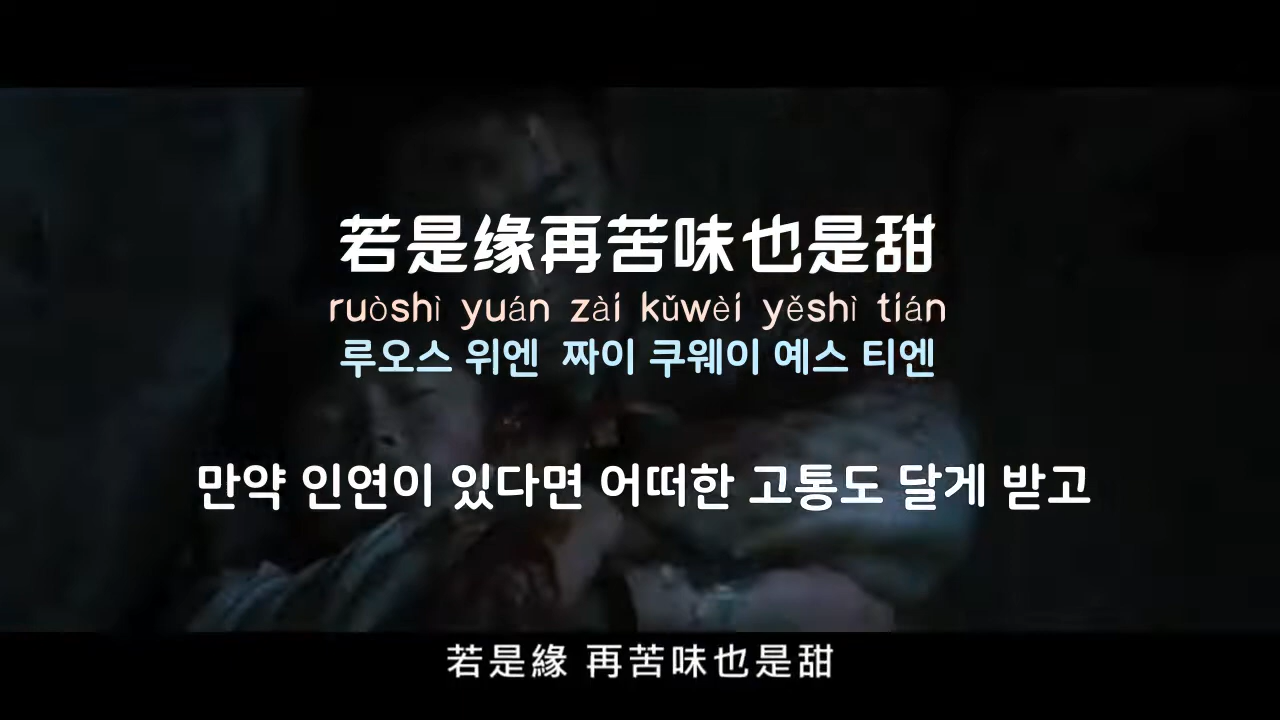 若是缘再苦味也是甜
ruòshì yuán zài kǔwèi yěshì tián
루오스 위엔 짜이 쿠웨이 예스 티엔
만약 인연이 있다면 어떠한 고통도 달게 받고
若是緣 再苦味也是甜